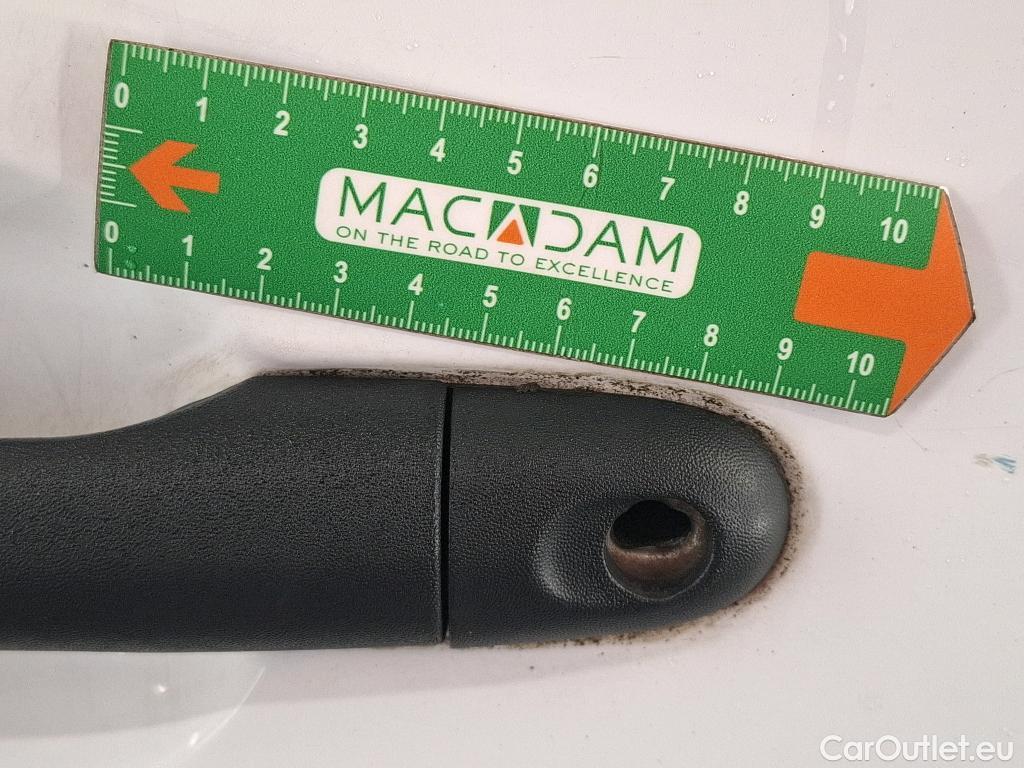 0 1 2 3 4 5 6 7 8 9 10
MACADAM
ON THE ROAD TO EXCELLENCE
0 1 2 3 4 5 6 7 8 9 10
CarOutlet.eu